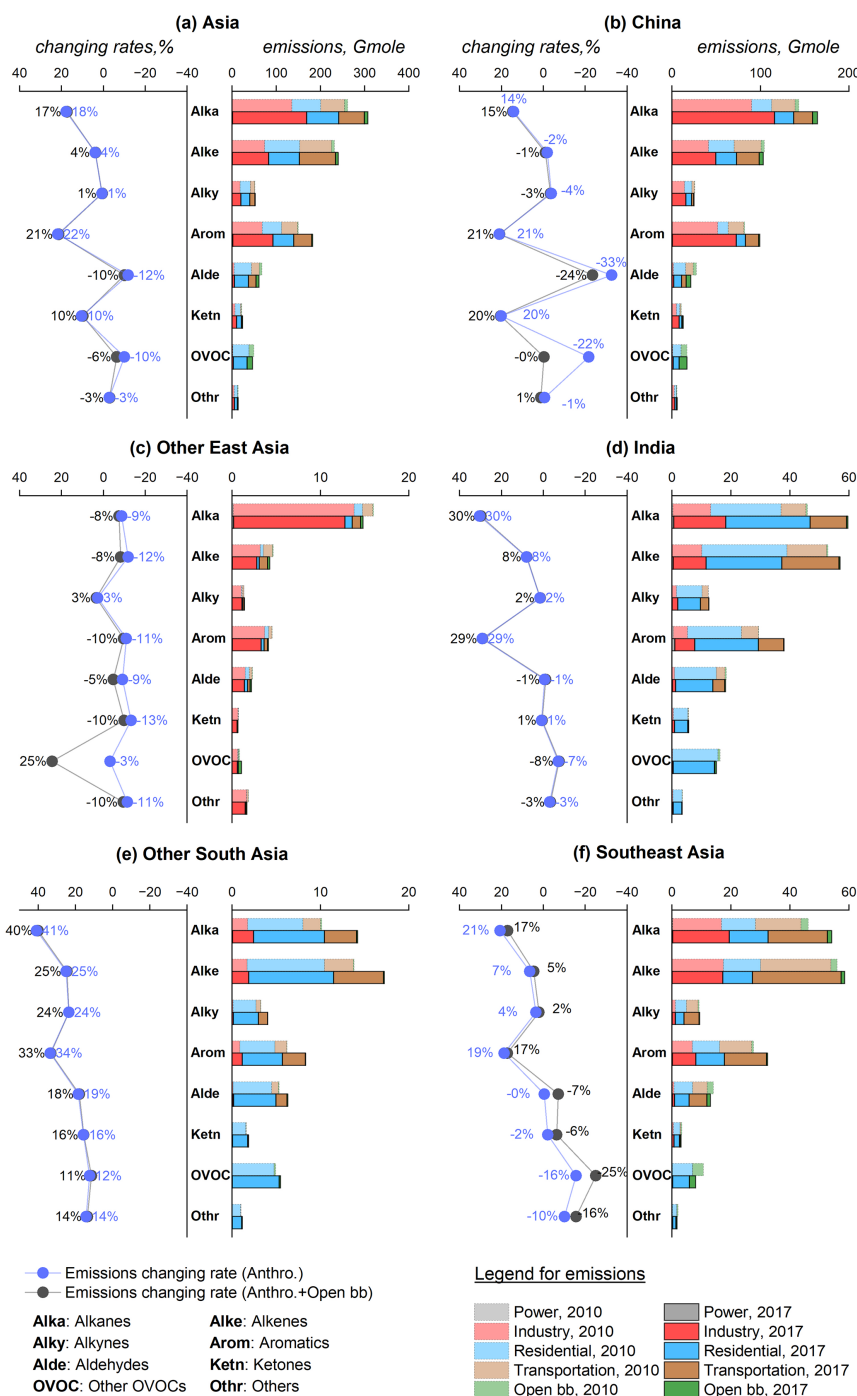 (a) Asia
changing rates,%
emissions, Gmole
40 20 0 -20 -40
0 100 200 300 400
17% 18% Alka
4% 4% Alke
1% 1% Alky
21% 22% Arom
-10% -12% Alde
10% 10% Ketn
-6% -10% OVOC
-3% -3% Othr
(b) China
changing rates,%
emissions, Gmole
40 20 0 -20 -40
0 100 200
15% 14% Alka
-1% -2% Alke
-3% -4% Alky
21% 21% Arom
-24% -33% Alde
20% 20% Ketn
-0% -22% OVOC
1% -1% Othr
(c) Other East Asia
40 20 0 -20 -40
0 10 20
-8% -9% Alka
-8% -12% Alke
3% 3% Alky
-10% -11% Arom
-5% -9% Alde
-10% -13% Ketn
25% -3% OVOC
-10% -11% Othr
(d) India
40 20 0 -20 -40
0 20 40 60
30% 30% Alka
8% 8% Alke
2% 2% Alky
29% 29% Arom
-1% -1% Alde
1% 1% Ketn
-8% -7% OVOC
-3% -3% Othr
(e) Other South Asia
40 20 0 -20 -40
0 10 20
40% 41% Alka
25% 25% Alke
24% 24% Alky
33% 34% Arom
18% 19% Alde
16% 16% Ketn
11% 12% OVOC
14% 14% Othr
(f) Southeast Asia
40 20 0 -20 -40
0 20 40 60
21% 17% Alka
7% 5% Alke
4% 2% Alky
19% 17% Arom
-0% -7% Alde
-2% -6% Ketn
-16% -25% OVOC
-10% -16% Othr
Emissions changing rate (Anthro.)
Emissions changing rate (Anthro.+Open bb)
Alka: Alkanes Alke: Alkenes
Alky: Alkynes Arom: Aromatics
Alde: Aldehydes Ketn: Ketones
OVOC: Other OVOCs Othr: Others
Legend for emissions
Power, 2010 Power, 2017
Industry, 2010 Industry, 2017
Residential, 2010 Residential, 2017
Transportation, 2010 Transportation, 2017
Open bb, 2010 Open bb, 2017